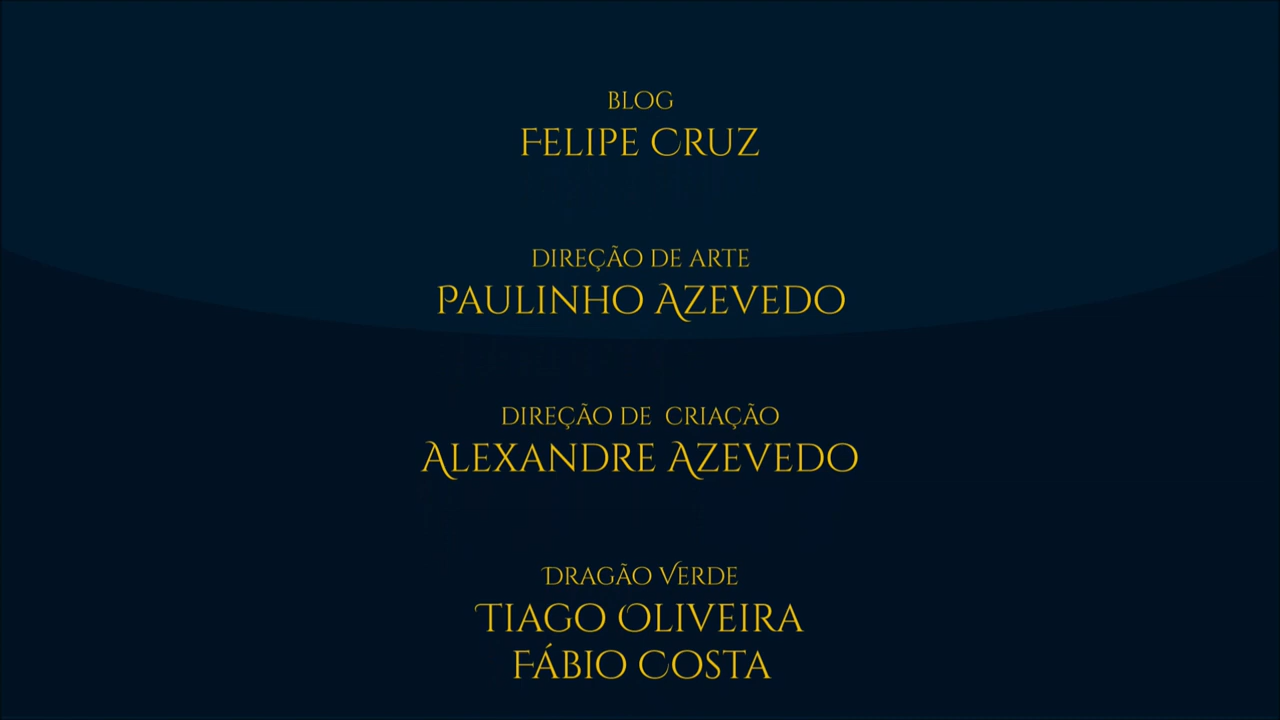 BLOG
FELIPE CRUZ
DIREÇÃO DE ARTE
PAULINHO AZEVEDO
DIREÇÃO DE CRIAÇÃO
ALEXANDRE AZEVEDO
DRAGÃO VERDE
TIAGO OLIVEIRA
FÁBIO COSTA